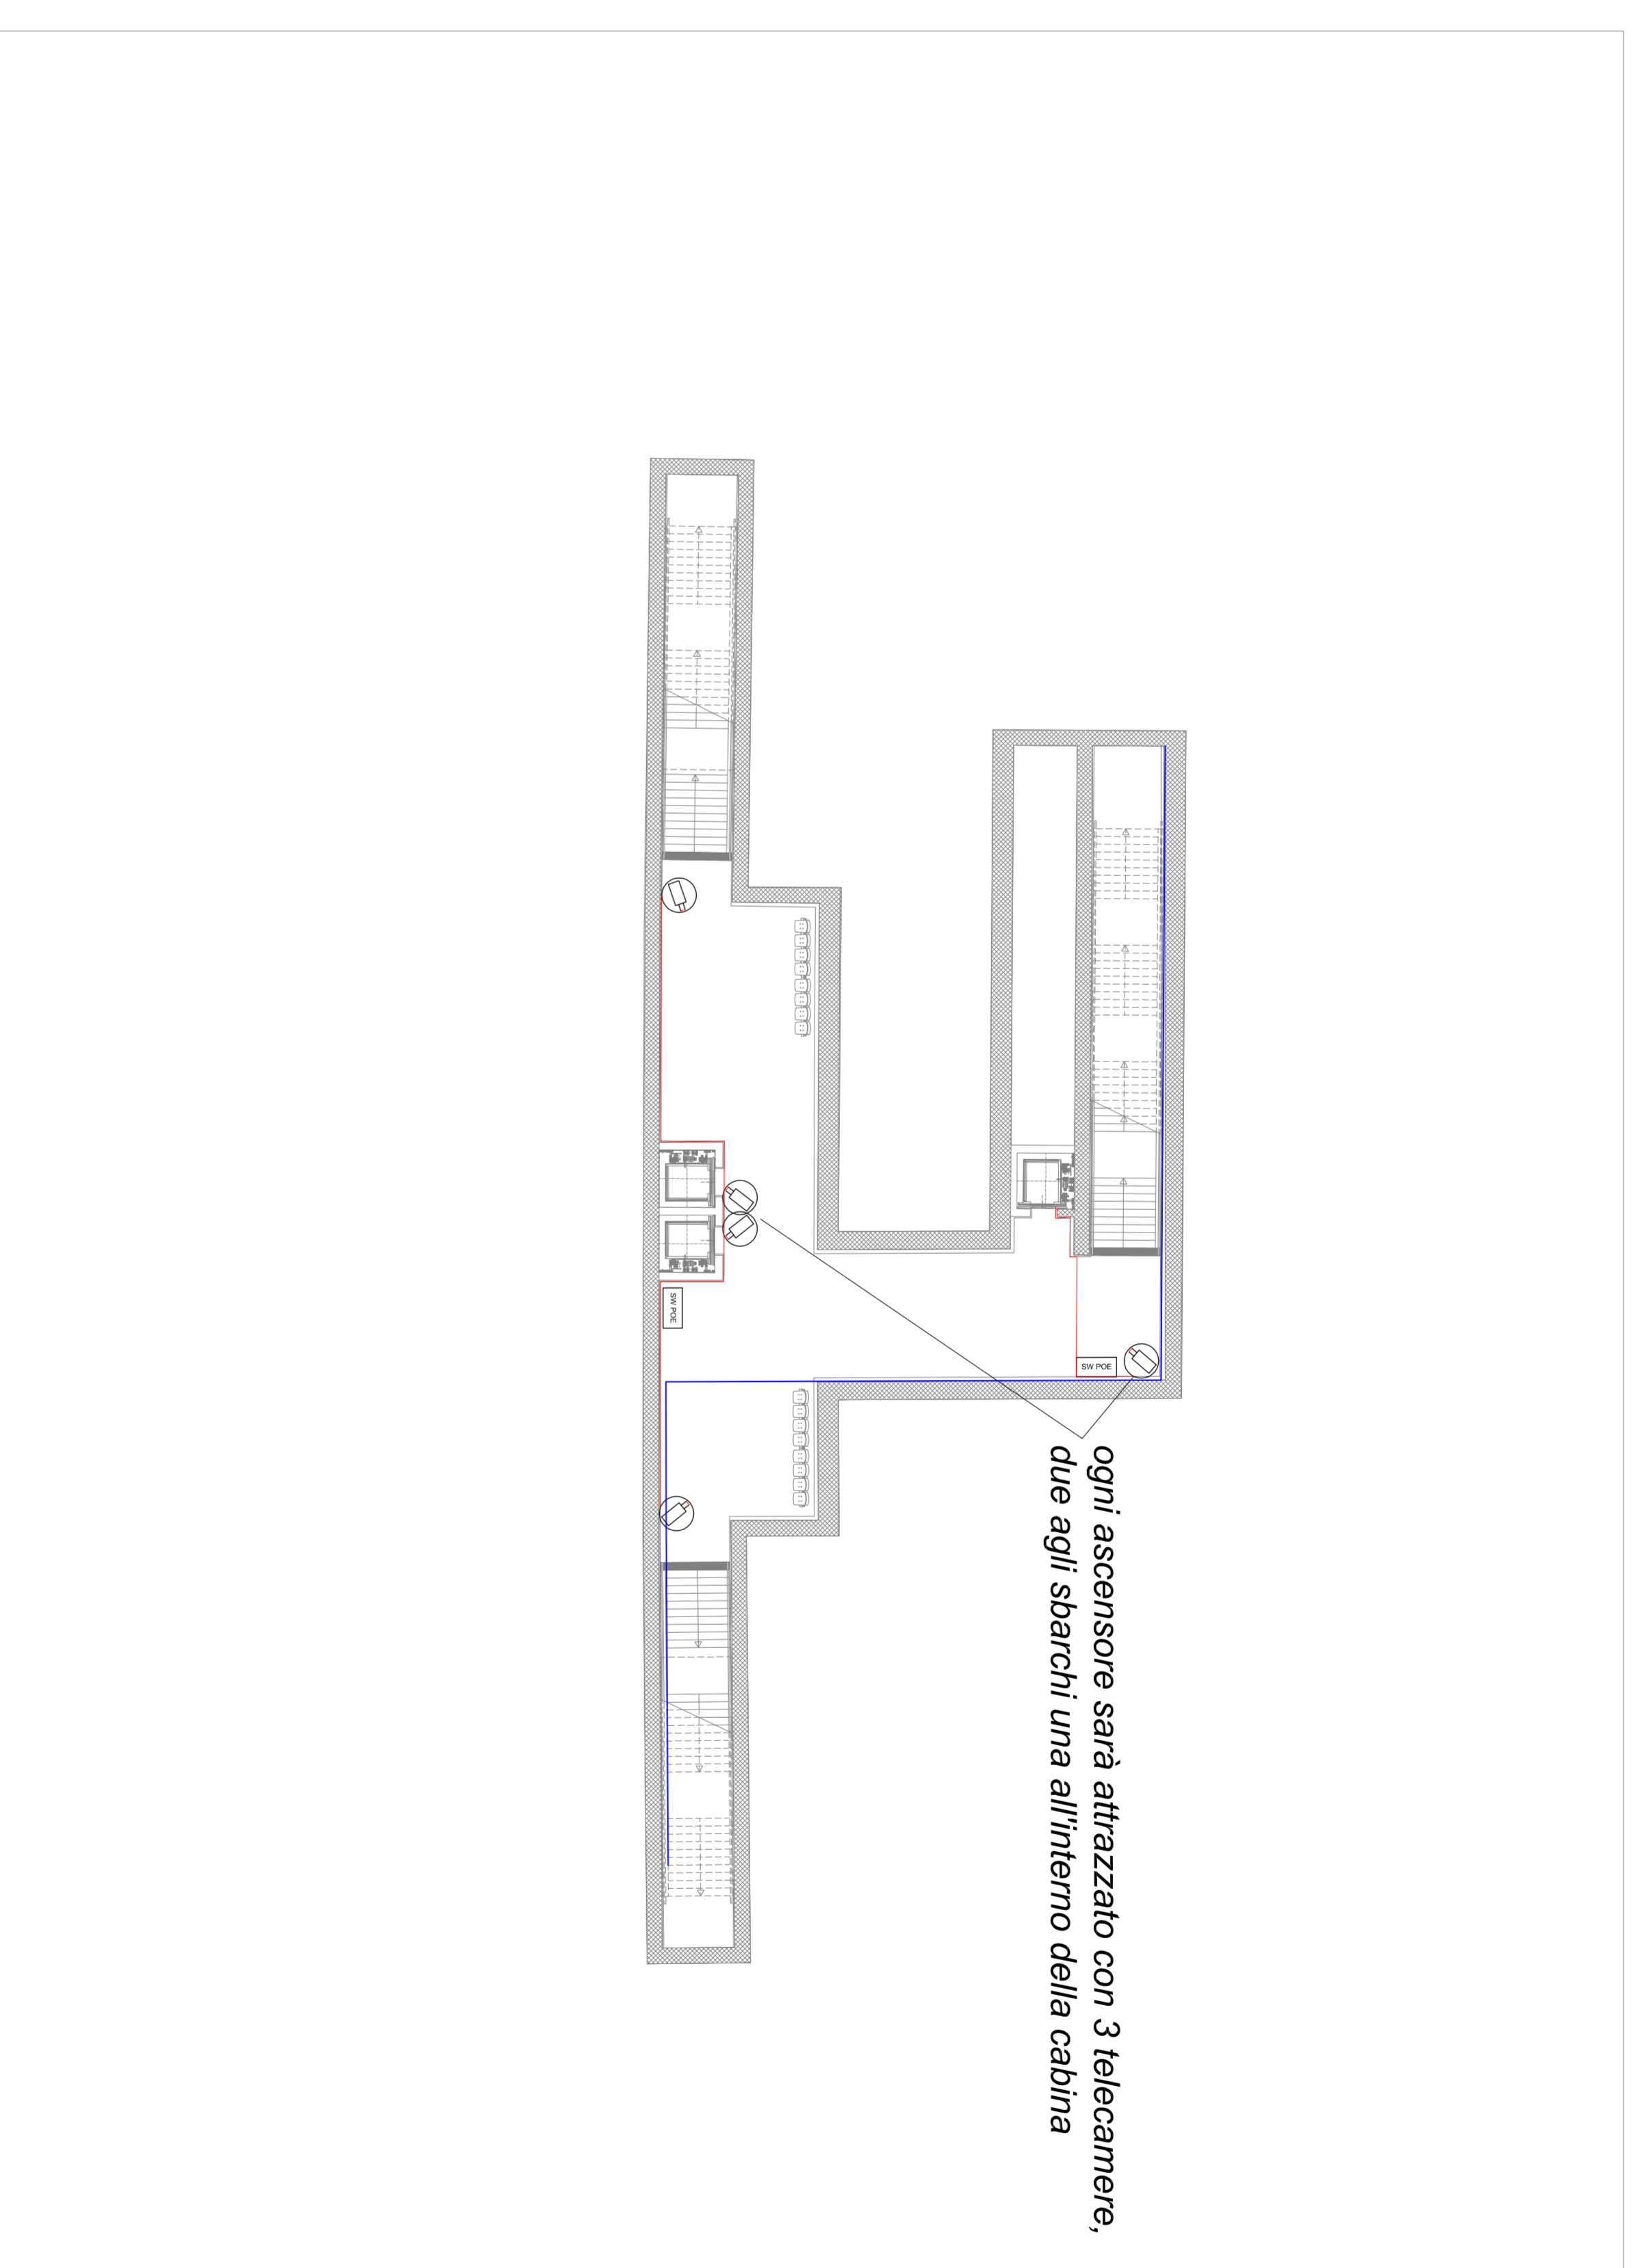 SW POE
SW POE
ogni ascensore sarà attrazzato con 3 telecamere,
due agli sbarchi una all'interno della cabina